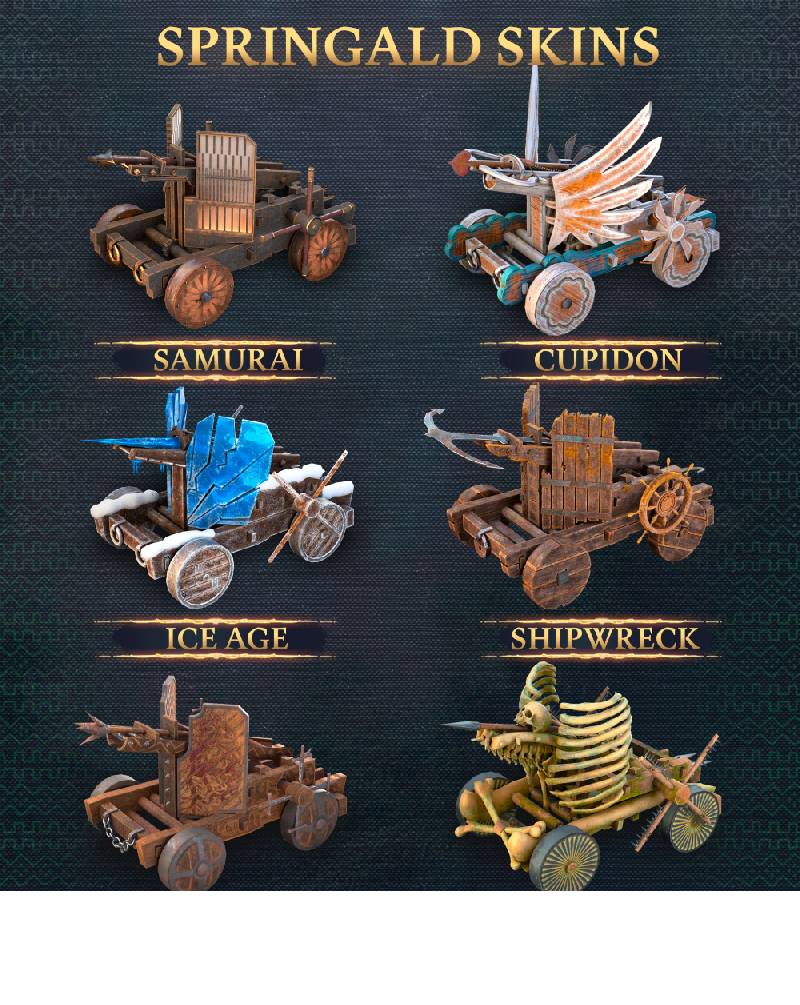 SPRINGALD SKINS
SAMURAI
CUPIDON
ICE AGE
SHIPWRECK